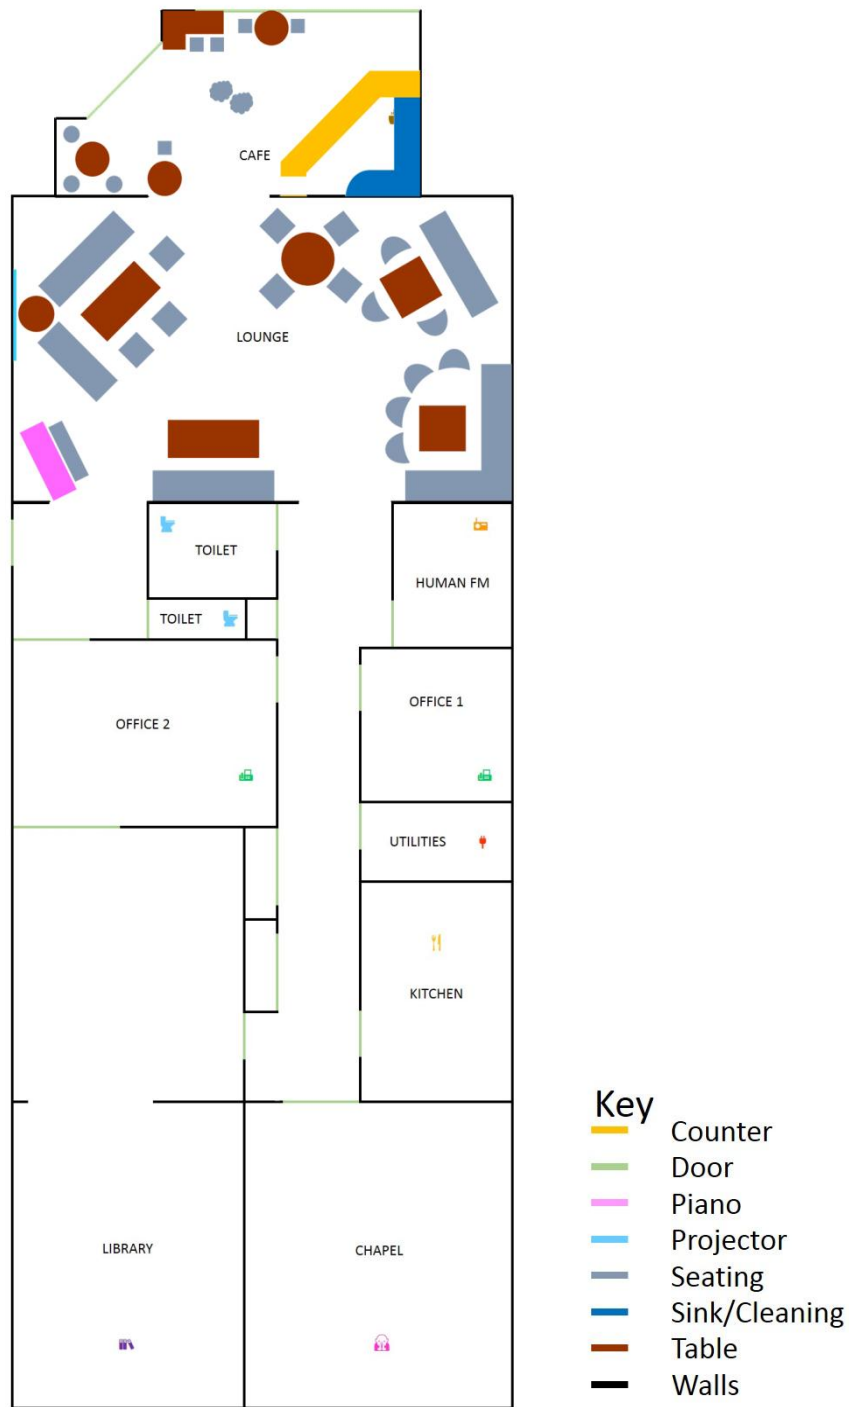 CAFE
LOUNGE
TOILET
HUMAN FM
TOILET
OFFICE 1
OFFICE 2
UTILITIES
KITCHEN
LIBRARY
CHAPEL
Key
Counter
Door
Piano
Projector
Seating
Sink/Cleaning
Table
Walls